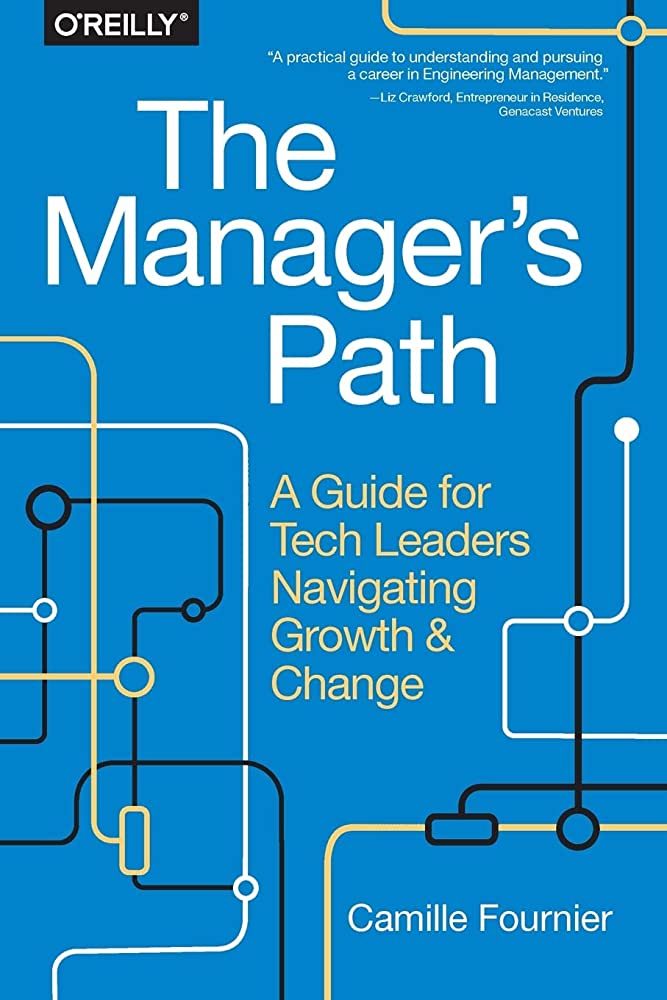 O'REILLY®
“A practical guide to understanding and pursuing
a career in Engineering Management.”
—Liz Crawford, Entrepreneur in Residence,
Genacast Ventures
The
Manager’s
Path
A Guide for
Tech Leaders
Navigating
Growth &
Change
Camille Fournier